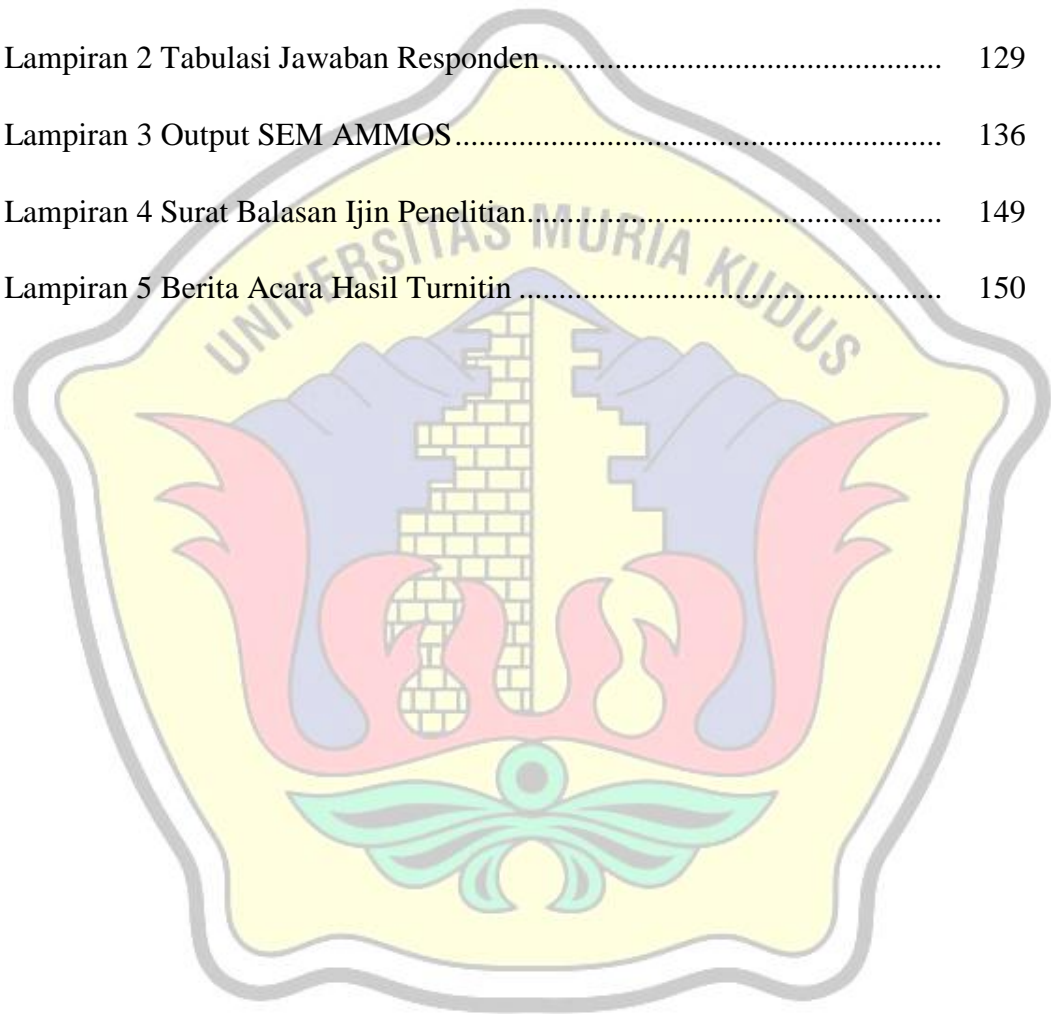 Lampiran 2 Tabulasi Jawaban Responden.................................................. 129
Lampiran 3 Output SEM AMMOS............................................................. 136
Lampiran 4 Surat Balasan Ijin Penelitian.................................................... 149
Lampiran 5 Berita Acara Hasil Turnitin ..................................................... 150
UNIVERSITAS MURIA KUDUS